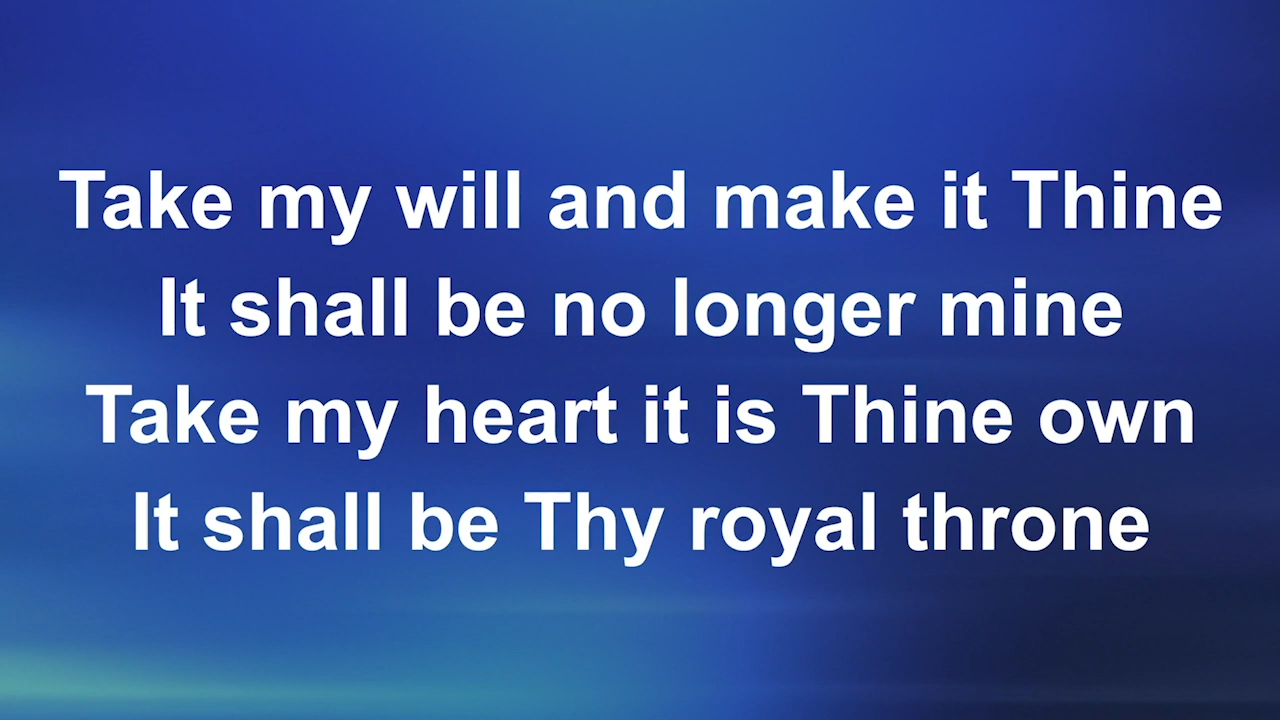 Take my will and make it Thine
It shall be no longer mine
Take my heart it is Thine own
It shall be Thy royal throne